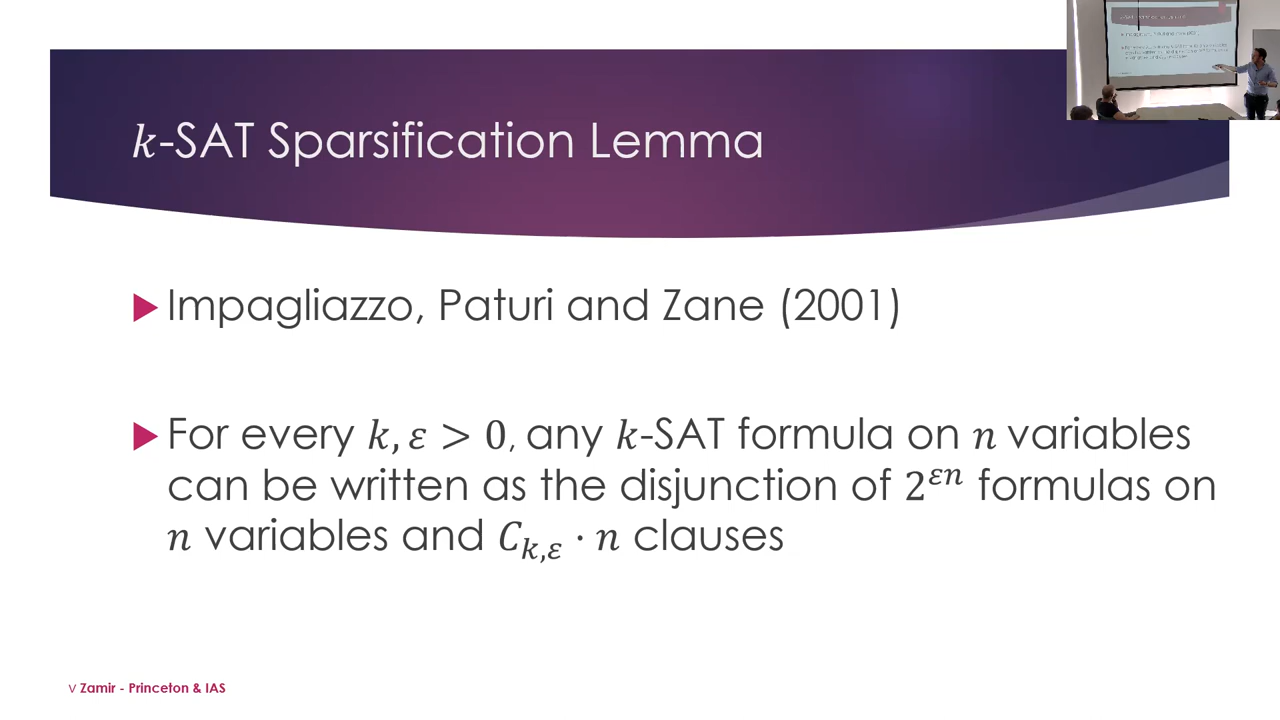 k-SAT Sparsification Lemma
Impagliazzo, Paturi and Zane (2001)
For every k, ε > 0, any k-SAT formula on n variables
can be written as the disjunction of 2^{εn} formulas on
n variables and C_{k,ε} · n clauses
V Zamir - Princeton & IAS